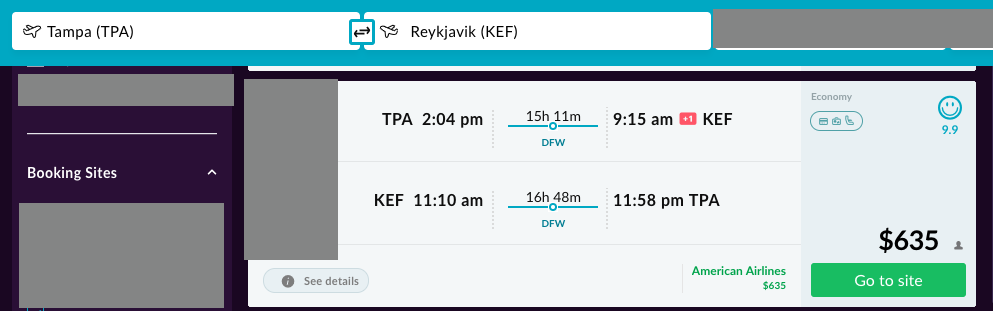 Tampa (TPA)
Reykjavik (KEF)
Booking Sites
TPA 2:04 pm
15h 11m
DFW
9:15 am +1 KEF
KEF 11:10 am
16h 48m
DFW
11:58 pm TPA
See details
American Airlines
$635
Economy
9.9
$635
Go to site